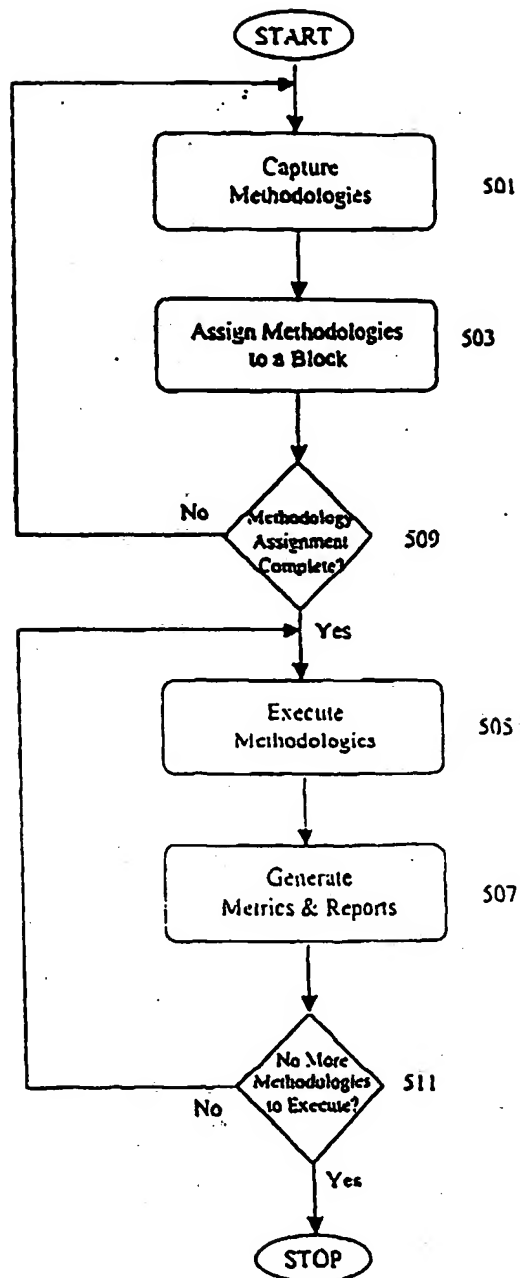 START
Capture
Methodologies
501
Assign Methodologies
to a Block
503
No
Methodology
Assignment
Complete?
509
Yes
Execute
Methodologies
505
Generate
Metrics & Reports
507
No More
Methodologies
to Execute?
511
No
Yes
STOP